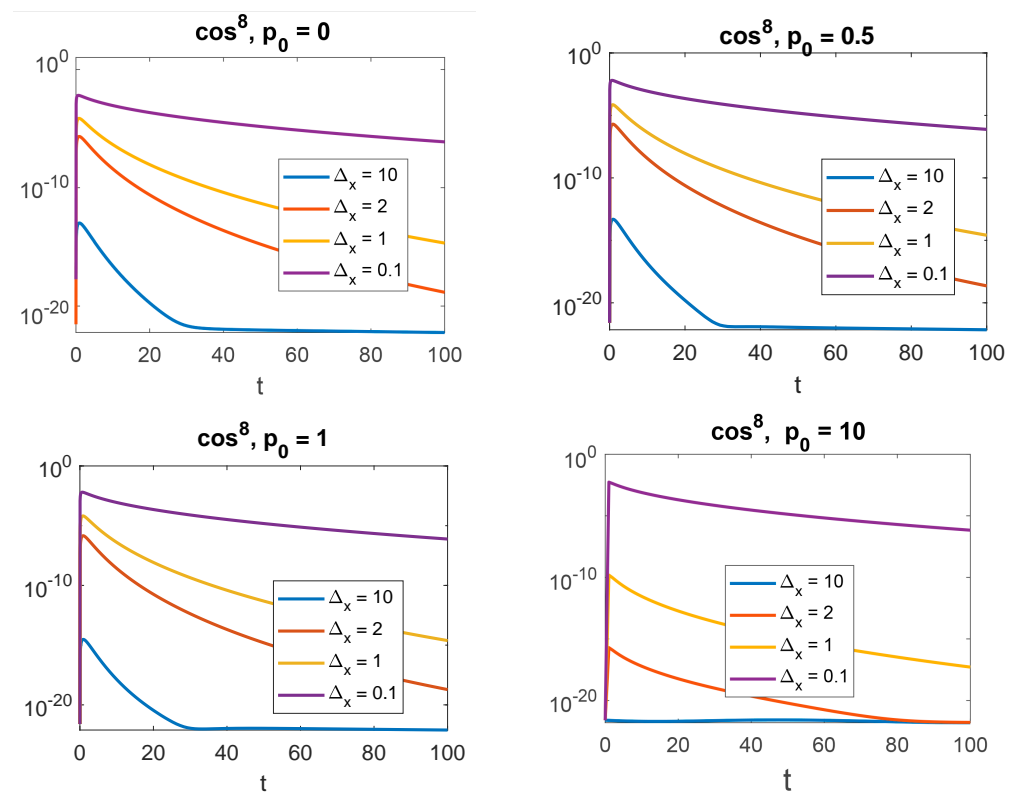 cos⁸, p₀ = 0
10⁰
10⁻¹⁰
10⁻²⁰
Δₓ = 10
Δₓ = 2
Δₓ = 1
Δₓ = 0.1
0 20 40 60 80 100
t
cos⁸, p₀ = 0.5
10⁰
10⁻¹⁰
10⁻²⁰
Δₓ = 10
Δₓ = 2
Δₓ = 1
Δₓ = 0.1
0 20 40 60 80 100
t
cos⁸, p₀ = 1
10⁰
10⁻¹⁰
10⁻²⁰
Δₓ = 10
Δₓ = 2
Δₓ = 1
Δₓ = 0.1
0 20 40 60 80 100
t
cos⁸, p₀ = 10
10⁰
10⁻¹⁰
10⁻²⁰
Δₓ = 10
Δₓ = 2
Δₓ = 1
Δₓ = 0.1
0 20 40 60 80 100
t